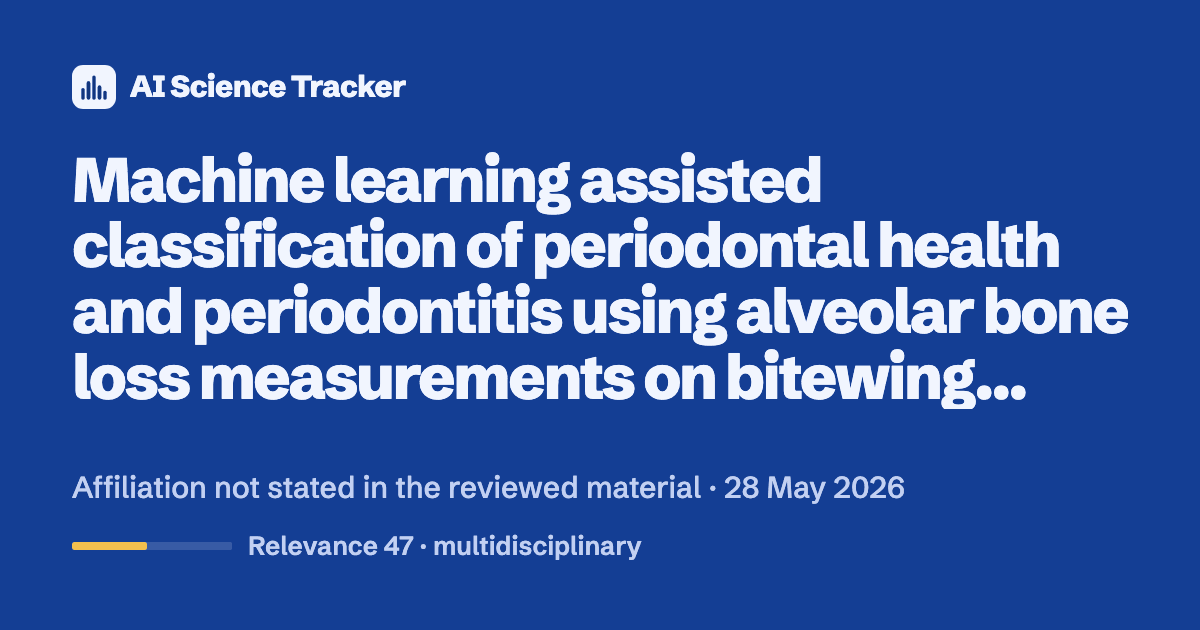 AI Science Tracker
Machine learning assisted
classification of periodontal health
and periodontitis using alveolar bone
loss measurements on bitewing...
Affiliation not stated in the reviewed material · 28 May 2026
Relevance 47 · multidisciplinary